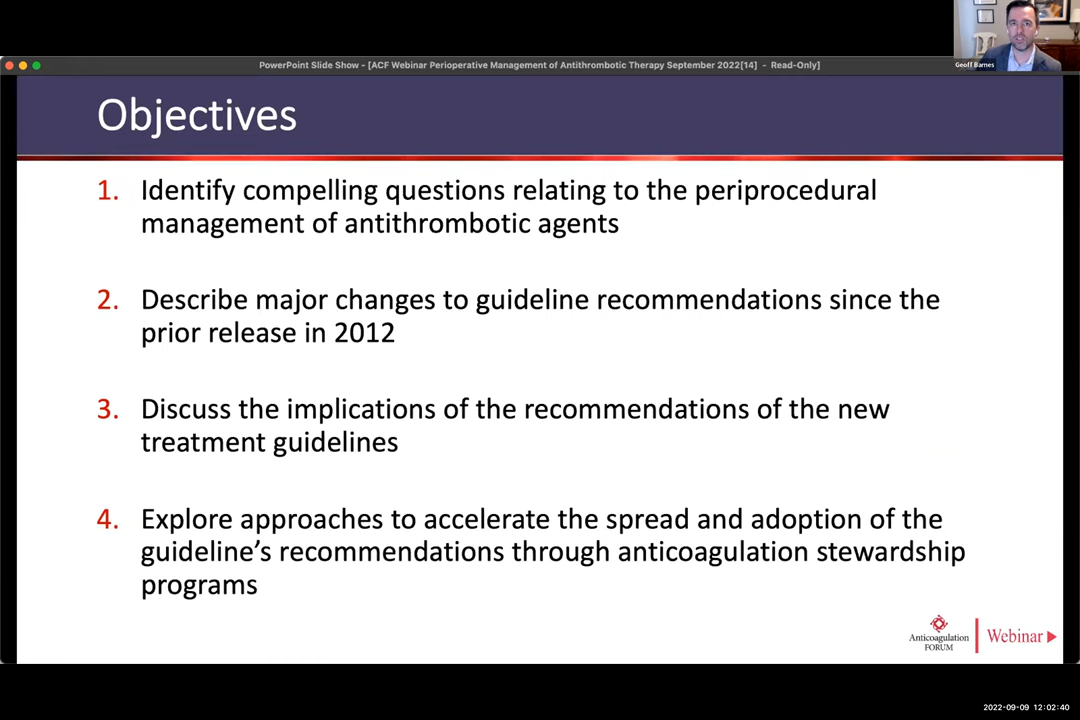 Geoff Barnes
PowerPoint Slide Show - [ACF Webinar Perioperative Management of Antithrombotic Therapy September 2022[14] - Read-Only]
Objectives
1. Identify compelling questions relating to the periprocedural
management of antithrombotic agents
2. Describe major changes to guideline recommendations since the
prior release in 2012
3. Discuss the implications of the recommendations of the new
treatment guidelines
4. Explore approaches to accelerate the spread and adoption of the
guideline’s recommendations through anticoagulation stewardship
programs
Anticoagulation
FORUM
Webinar
2022-09-09 12:02:40